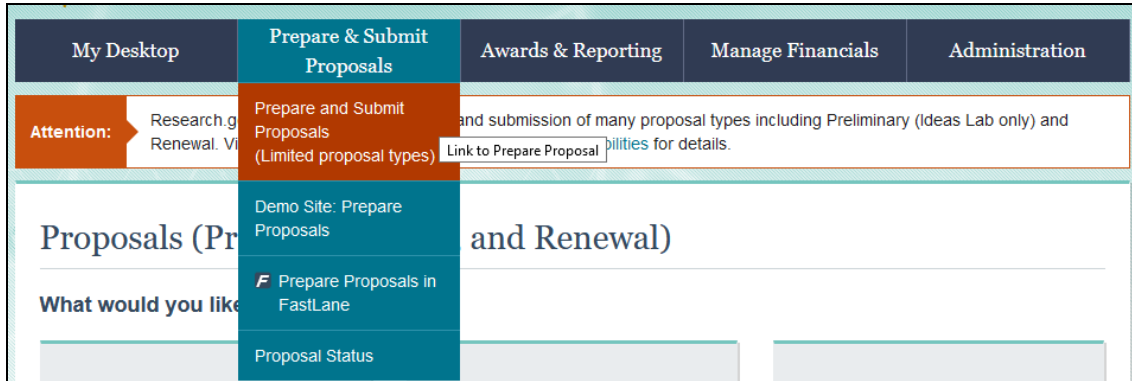 My Desktop
Prepare & Submit
Proposals
Awards & Reporting
Manage Financials
Administration
Prepare and Submit
Proposals
(Limited proposal types)
Demo Site: Prepare
Proposals
F Prepare Proposals in
FastLane
Proposal Status
Link to Prepare Proposal
Attention:
Research.g and submission of many proposal types including Preliminary (Ideas Lab only) and
Renewal. Vi bilities for details.
Proposals (Pr and Renewal)
What would you like